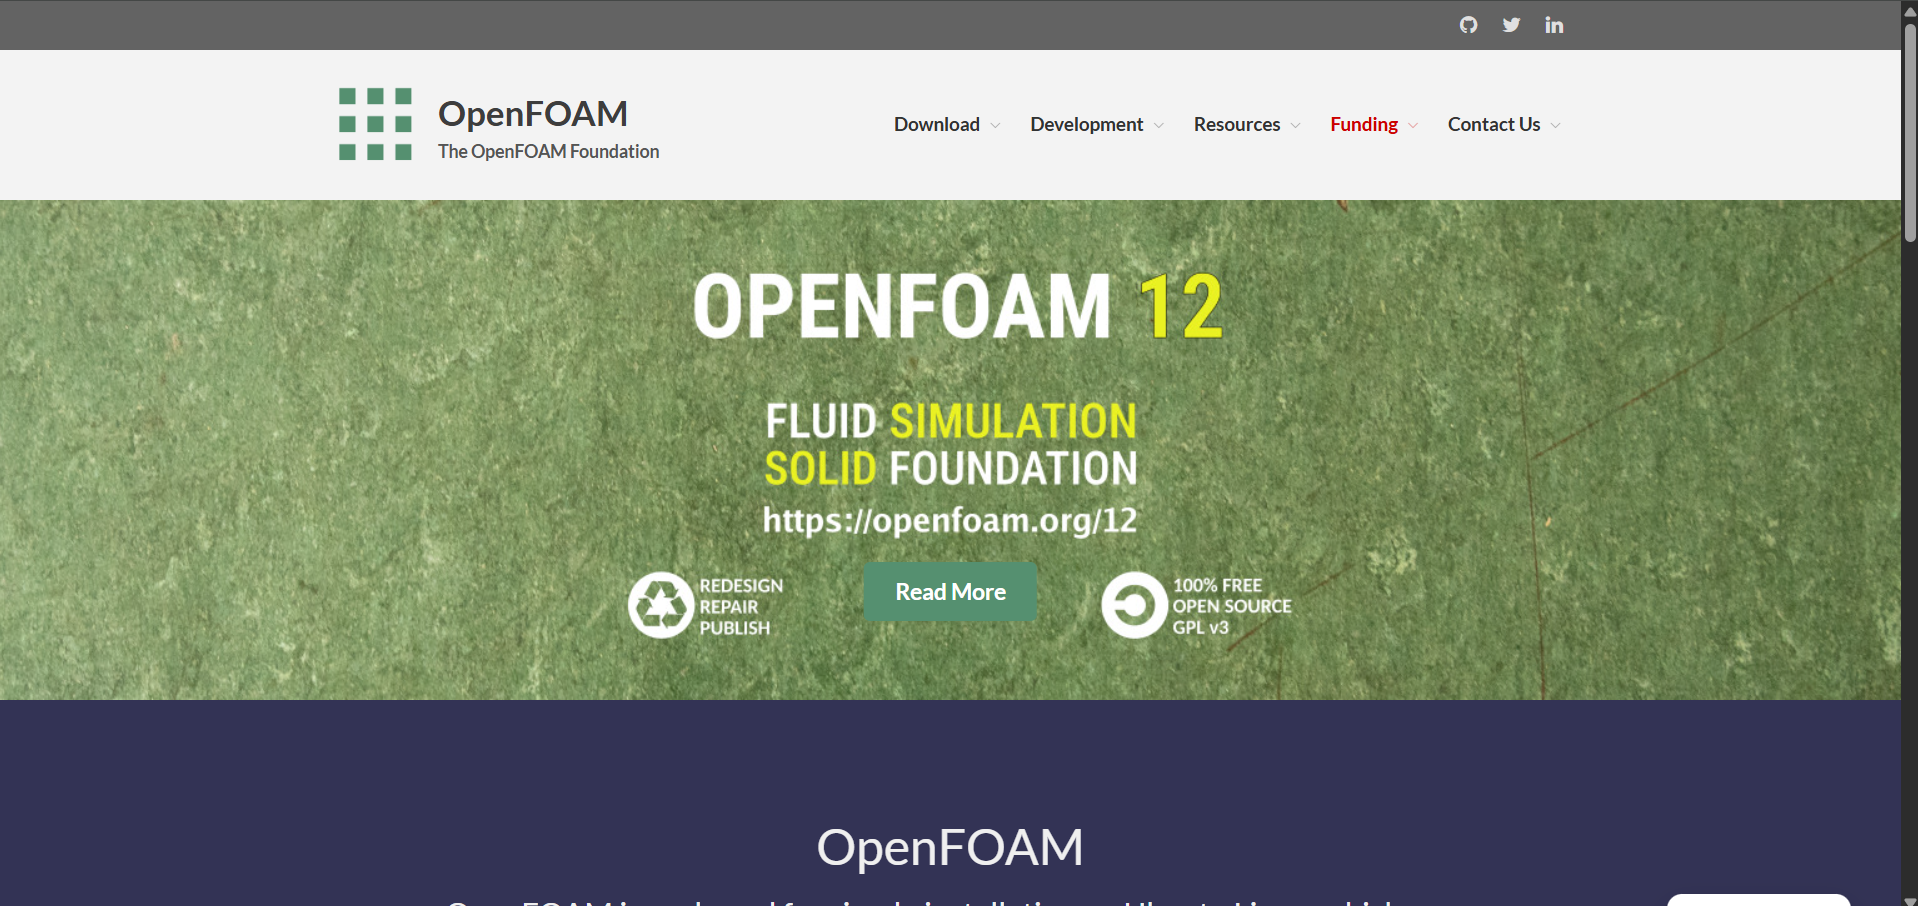 OpenFOAM
The OpenFOAM Foundation
Download
Development
Resources
Funding
Contact Us
OPENFOAM 12
FLUID SIMULATION
SOLID FOUNDATION
https://openfoam.org/12
REDESIGN
REPAIR
PUBLISH
Read More
100% FREE
OPEN SOURCE
GPL v3
OpenFOAM